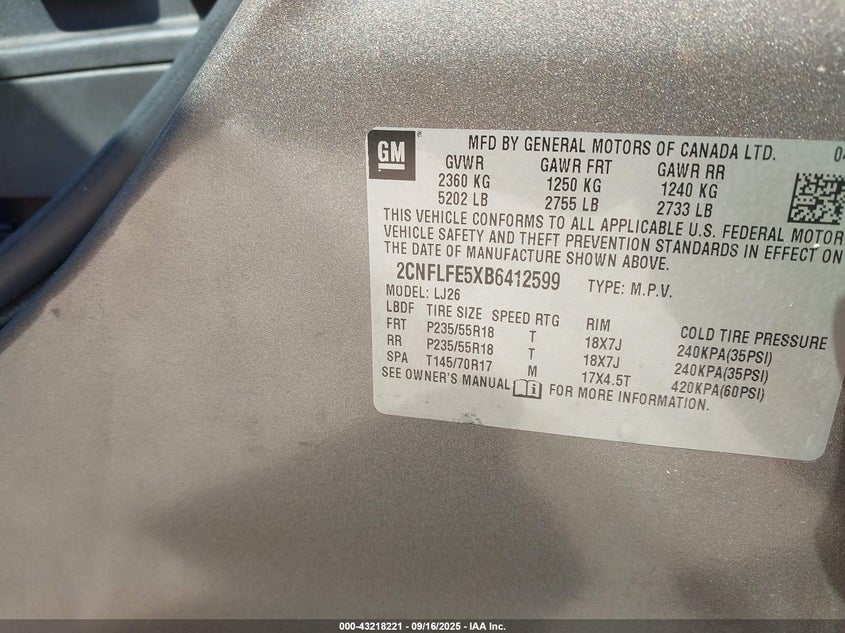 GM
MFD BY GENERAL MOTORS OF CANADA LTD. 04
GVWR GAWR FRT GAWR RR
2360 KG 1250 KG 1240 KG
5202 LB 2755 LB 2733 LB
THIS VEHICLE CONFORMS TO ALL APPLICABLE U.S. FEDERAL MOTOR
VEHICLE SAFETY AND THEFT PREVENTION STANDARDS IN EFFECT ON
THE DATE OF MANUFACTURE SHOWN ABOVE.
2CNFLFE5XB6412599 TYPE: M.P.V.
MODEL: LJ26
LBDF TIRE SIZE SPEED RTG RIM COLD TIRE PRESSURE
FRT P235/55R18 T 18X7J 240KPA(35PSI)
RR P235/55R18 T 18X7J 240KPA(35PSI)
SPA T145/70R17 M 17X4.5T 420KPA(60PSI)
SEE OWNER'S MANUAL FOR MORE INFORMATION.
000-43218221 - 09/16/2025 - IAA Inc.